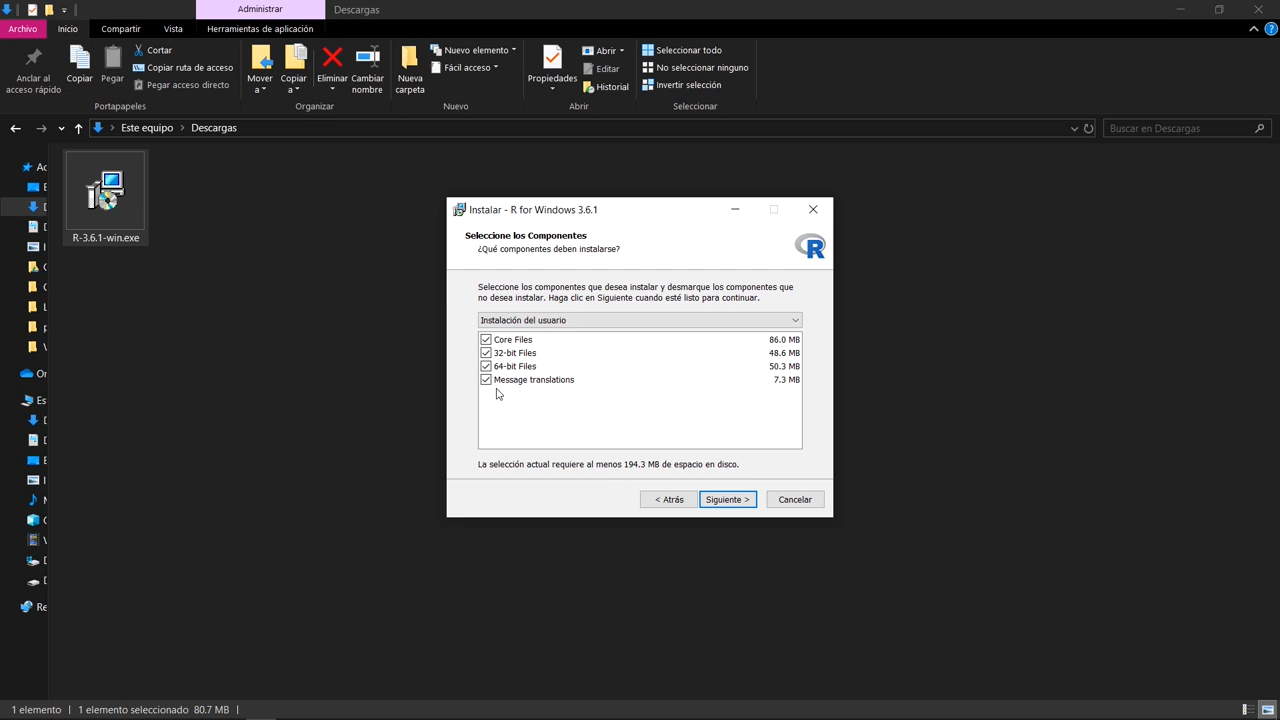 Administrar
Descargas
Archivo
Inicio
Compartir
Vista
Herramientas de aplicación
Anclar al
acceso rápido
Copiar
Pegar
Cortar
Copiar ruta de acceso
Pegar acceso directo
Portapapeles
Mover
a
Copiar
a
Eliminar
Cambiar
nombre
Organizar
Nueva
carpeta
Nuevo elemento
Fácil acceso
Nuevo
Propiedades
Abrir
Editar
Historial
Abrir
Seleccionar todo
No seleccionar ninguno
Invertir selección
Seleccionar
Este equipo
Descargas
Buscar en Descargas
R-3.6.1-win.exe
Instalar - R for Windows 3.6.1
Seleccione los Componentes
¿Qué componentes deben instalarse?
R
Seleccione los componentes que desea instalar y desmarque los componentes que
no desea instalar. Haga clic en Siguiente cuando esté listo para continuar.
Instalación del usuario
Core Files 86.0 MB
32-bit Files 48.6 MB
64-bit Files 50.3 MB
Message translations 7.3 MB
La selección actual requiere al menos 194.3 MB de espacio en disco.
< Atrás
Siguiente >
Cancelar
1 elemento
1 elemento seleccionado 80.7 MB